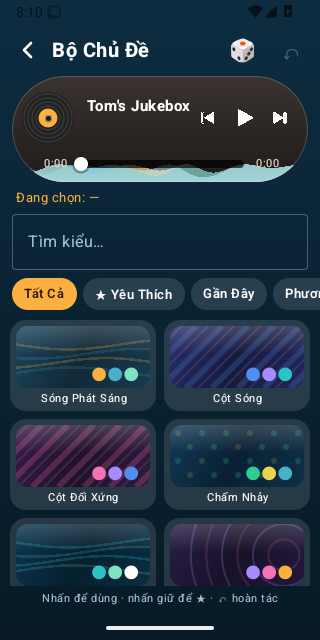 8:10
Bộ Chủ Đề
Tom's Jukebox
0:00 0:00
Đang chọn: —
Tìm kiểu...
Tất Cả ★ Yêu Thích Gần Đây Phươn
Sóng Phát Sáng Cột Sóng
Cột Đối Xứng Chấm Nhảy
Nhấn để dùng · nhấn giữ để ★ · ↶ hoàn tác